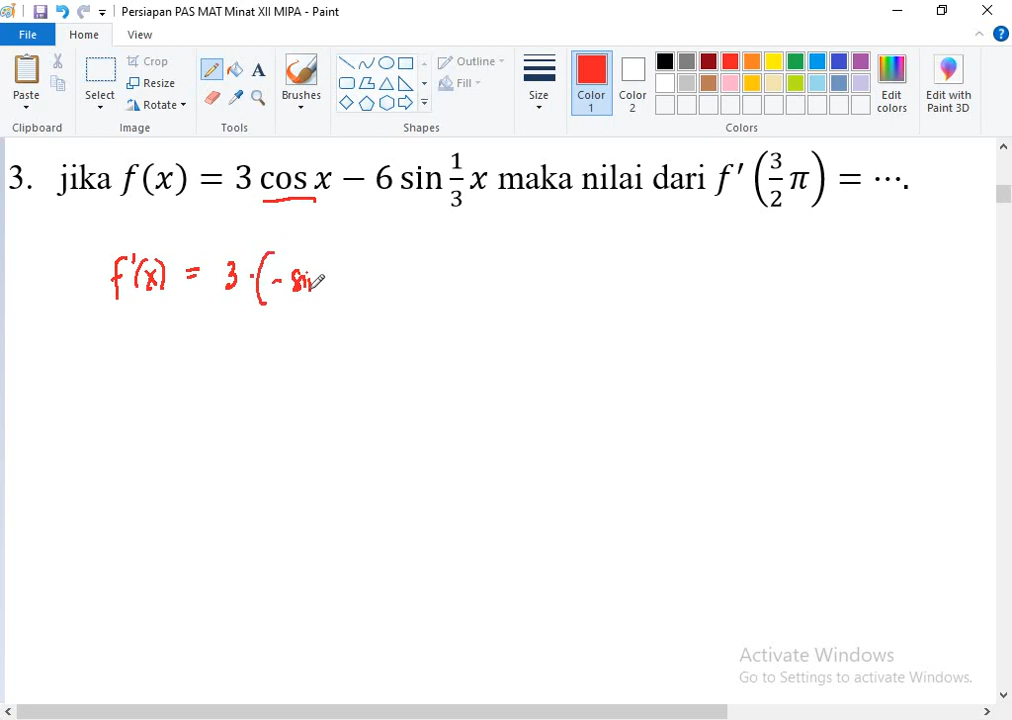 Persiapan PAS MAT Minat XII MIPA - Paint
File Home View
Paste Select Crop Resize Rotate Brushes A Outline Fill Size Color 1 Color 2 Edit colors Edit with Paint 3D
Clipboard Image Tools Shapes Colors
3. jika f(x) = 3 cos x − 6 sin 1/3 x maka nilai dari f′(3/2 π) = ⋯.
f'(x) = 3 · (- sin
Activate Windows
Go to Settings to activate Windows.